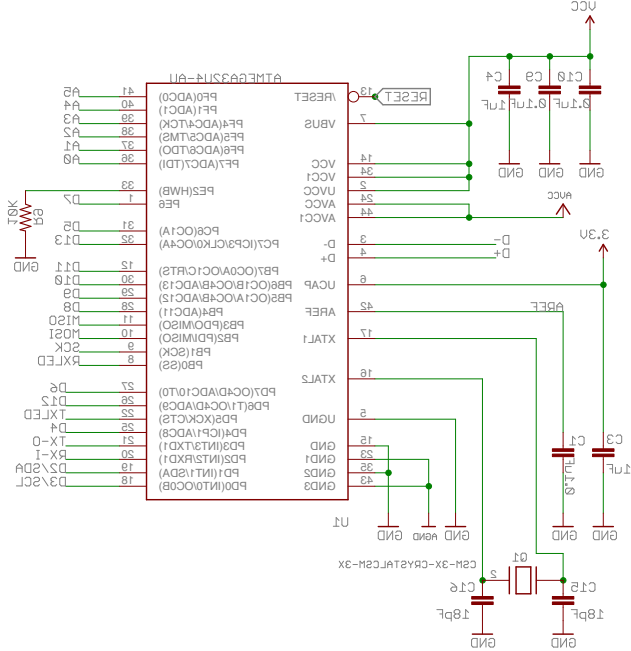 VCC
C4
1uF
C9
0.1uF
C10
0.1uF
GND
GND
GND
ATMEGA32U4-AU
A5 41 PF0(ADC0)
A4 40 PF1(ADC1)
A3 39 PF4(ADC4/TCK)
A2 38 PF5(ADC5/TMS)
A1 37 PF6(ADC6/TDO)
A0 36 PF7(ADC7(TDI)
33 PE2(HWB)
D7 1 PE6
10K
R9
GND
D5 31 PC6(OC3A)
D13 32 PC7(ICP3/CLK0/OC4A)
D11 12 PB7(OC0A/OC1C/RTS)
D10 30 PB6(OC1B/OC4B/ADC13)
D9 29 PB5(OC1A/OC4B/ADC12)
D8 28 PB4(ADC11)
MISO 11 PB3(PDO/MISO)
MOSI 10 PB2(PDI/MOSI)
SCK 9 PB1(SCK)
RXLED 8 PB0(SS)
D6 27 PD7(OC4D/ADC10/T0)
D12 26 PD6(T1/OC4D/ADC9)
TXLED 22 PD5(XCK/CTS)
D4 25 PD4(ICP1/ADC8)
TX-0 21 PD3(INT3/TXD1)
RX-I 20 PD2(INT2/RXD1)
D2/SDA 19 PD1(INT1/SDA)
D3/SCL 18 PD0(INT0/OC0B)
/RESET 13 RESET
VBUS 7
VCC 14
VCC1 34
UVCC 2
AVCC 24
AVCC1 44
AVCC
D- 3 D-
D+ 4 D+
3.3V
UCAP 6
AREF 42 AREF
XTAL1 17
XTAL2 16
UGND 5
GND 15
GND1 23
GND2 35
GND3 43
C1
0.1uF
C3
1uF
U1
GND
AGND
GND
GND
GND
CSM-3X-CRYSTALCSM-3X
Q1
2
C16
18pF
C15
18pF
GND
GND